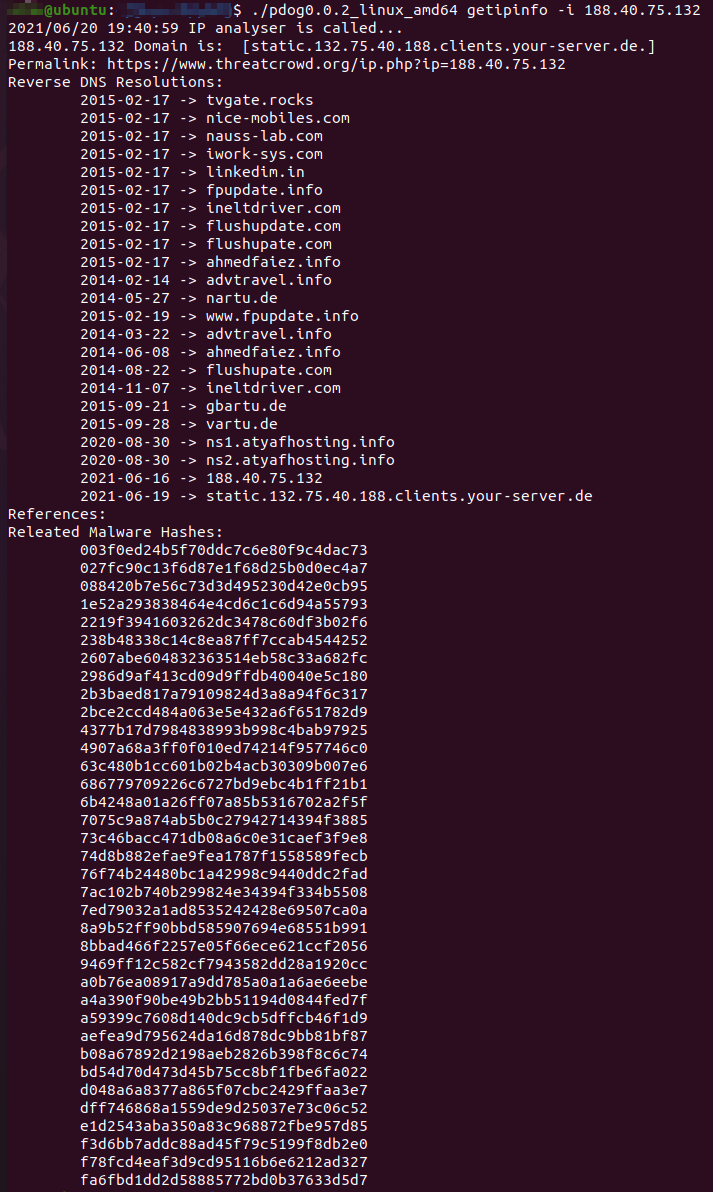 @ubuntu: $ ./pdog0.0.2_linux_amd64 getipinfo -i 188.40.75.132
2021/06/20 19:40:59 IP analyser is called...
188.40.75.132 Domain is:  [static.132.75.40.188.clients.your-server.de.]
Permalink: https://www.threatcrowd.org/ip.php?ip=188.40.75.132
Reverse DNS Resolutions:
2015-02-17 -> tvgate.rocks
2015-02-17 -> nice-mobiles.com
2015-02-17 -> nauss-lab.com
2015-02-17 -> iwork-sys.com
2015-02-17 -> linkedim.in
2015-02-17 -> fpupdate.info
2015-02-17 -> ineltdriver.com
2015-02-17 -> flushupdate.com
2015-02-17 -> flushupate.com
2015-02-17 -> ahmedfaiez.info
2014-02-14 -> advtravel.info
2014-05-27 -> nartu.de
2015-02-19 -> www.fpupdate.info
2014-03-22 -> advtravel.info
2014-06-08 -> ahmedfaiez.info
2014-08-22 -> flushupate.com
2014-11-07 -> ineltdriver.com
2015-09-21 -> gbartu.de
2015-09-28 -> vartu.de
2020-08-30 -> ns1.atyafhosting.info
2020-08-30 -> ns2.atyafhosting.info
2021-06-16 -> 188.40.75.132
2021-06-19 -> static.132.75.40.188.clients.your-server.de
References:
Releated Malware Hashes:
003f0ed24b5f70ddc7c6e80f9c4dac73
027fc90c13f6d87e1f68d25b0d0ec4a7
088420b7e56c73d3d495230d42e0cb95
1e52a293838464e4cd6c1c6d94a55793
2219f3941603262dc3478c60df3b02f6
238b48338c14c8ea87ff7ccab4544252
2607abe604832363514eb58c33a682fc
2986d9af413cd09d9ffdb40040e5c180
2b3baed817a79109824d3a8a94f6c317
2bce2ccd484a063e5e432a6f651782d9
4377b17d7984838993b998c4bab97925
4907a68a3ff0f010ed74214f957746c0
63c480b1cc601b02b4acb30309b007e6
686779709226c6727bd9ebc4b1ff21b1
6b4248a01a26ff07a85b5316702a2f5f
7075c9a874ab5b0c27942714394f3885
73c46bacc471db08a6c0e31caef3f9e8
74d8b882efae9fea1787f1558589fecb
76f74b24480bc1a42998c9440ddc2fad
7ac102b740b299824e34394f334b5508
7ed79032a1ad8535242428e69507ca0a
8a9b52ff90bbd585907694e68551b991
8bbad466f2257e05f66ece621ccf2056
9469ff12c582cf7943582dd28a1920cc
a0b76ea08917a9dd785a0a1a6ae6eebe
a4a390f90be49b2bb51194d0844fed7f
a59399c7608d140dc9cb5dffcb46f1d9
aefea9d795624da16d878dc9bb81bf87
b08a67892d2198aeb2826b398f8c6c74
bd54d70d473d45b75cc8bf1fbe6fa022
d048a6a8377a865f07cbc2429ffaa3e7
dff746868a1559de9d25037e73c06c52
e1d2543aba350a83c968872fbe957d85
f3d6bb7addc88ad45f79c5199f8db2e0
f78fcd4eaf3d9cd95116b6e6212ad327
fa6fbd1dd2d58885772bd0b37633d5d7